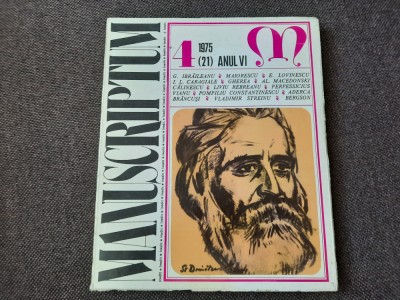 MANUSCRIPTUM
4
1975
(21) ANUL VI
M
G. IBRĂILEANU MAIORESCU E. LOVINESCU
I. L. CARAGIALE GHEREA AL. MACEDONSKI
CĂLINESCU LIVIU REBREANU PERPESSICIUS
VIANU POMPILIU CONSTANTINESCU ADERCA
BRÂNCUȘI VLADIMIR STREINU BERGSON